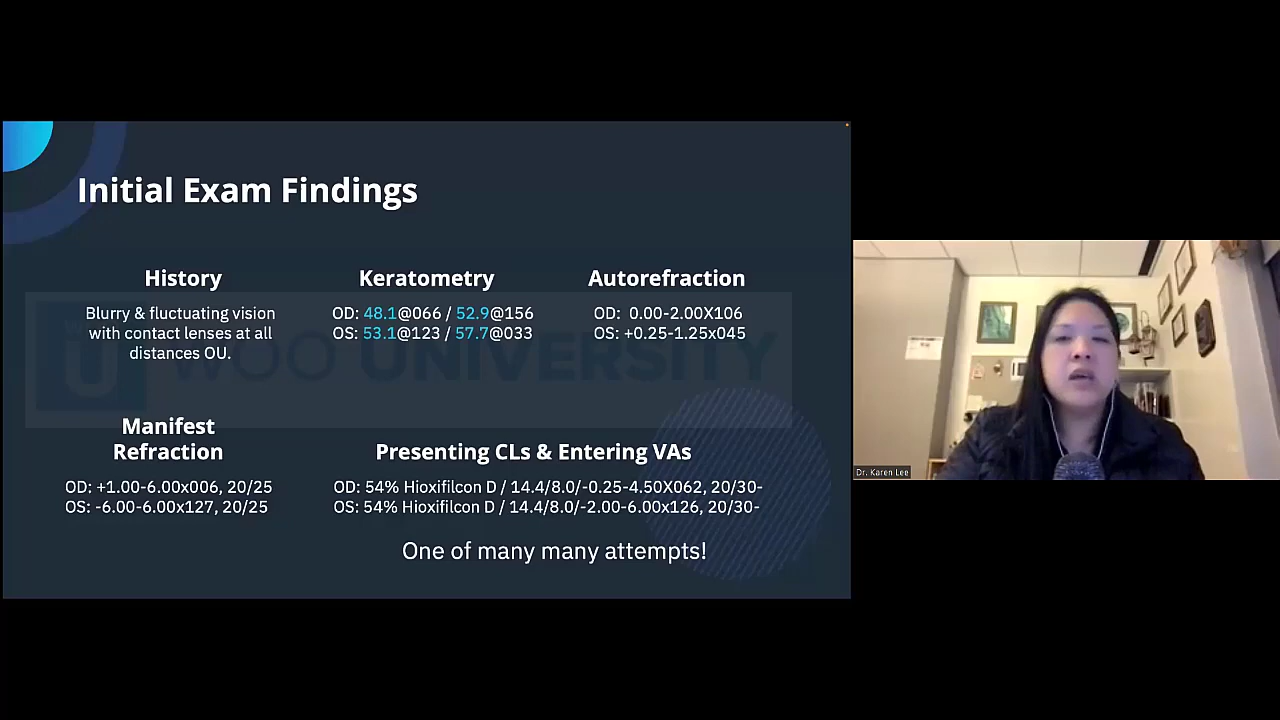 Initial Exam Findings
History
Blurry & fluctuating vision
with contact lenses at all
distances OU.
Keratometry
OD: 48.1@066 / 52.9@156
OS: 53.1@123 / 57.7@033
Autorefraction
OD: 0.00-2.00X106
OS: +0.25-1.25x045
WOO UNIVERSITY
Manifest
Refraction
OD: +1.00-6.00x006, 20/25
OS: -6.00-6.00x127, 20/25
Presenting CLs & Entering VAs
OD: 54% Hioxifilcon D / 14.4/8.0/-0.25-4.50X062, 20/30-
OS: 54% Hioxifilcon D / 14.4/8.0/-2.00-6.00x126, 20/30-
One of many many attempts!
Dr. Karen Lee